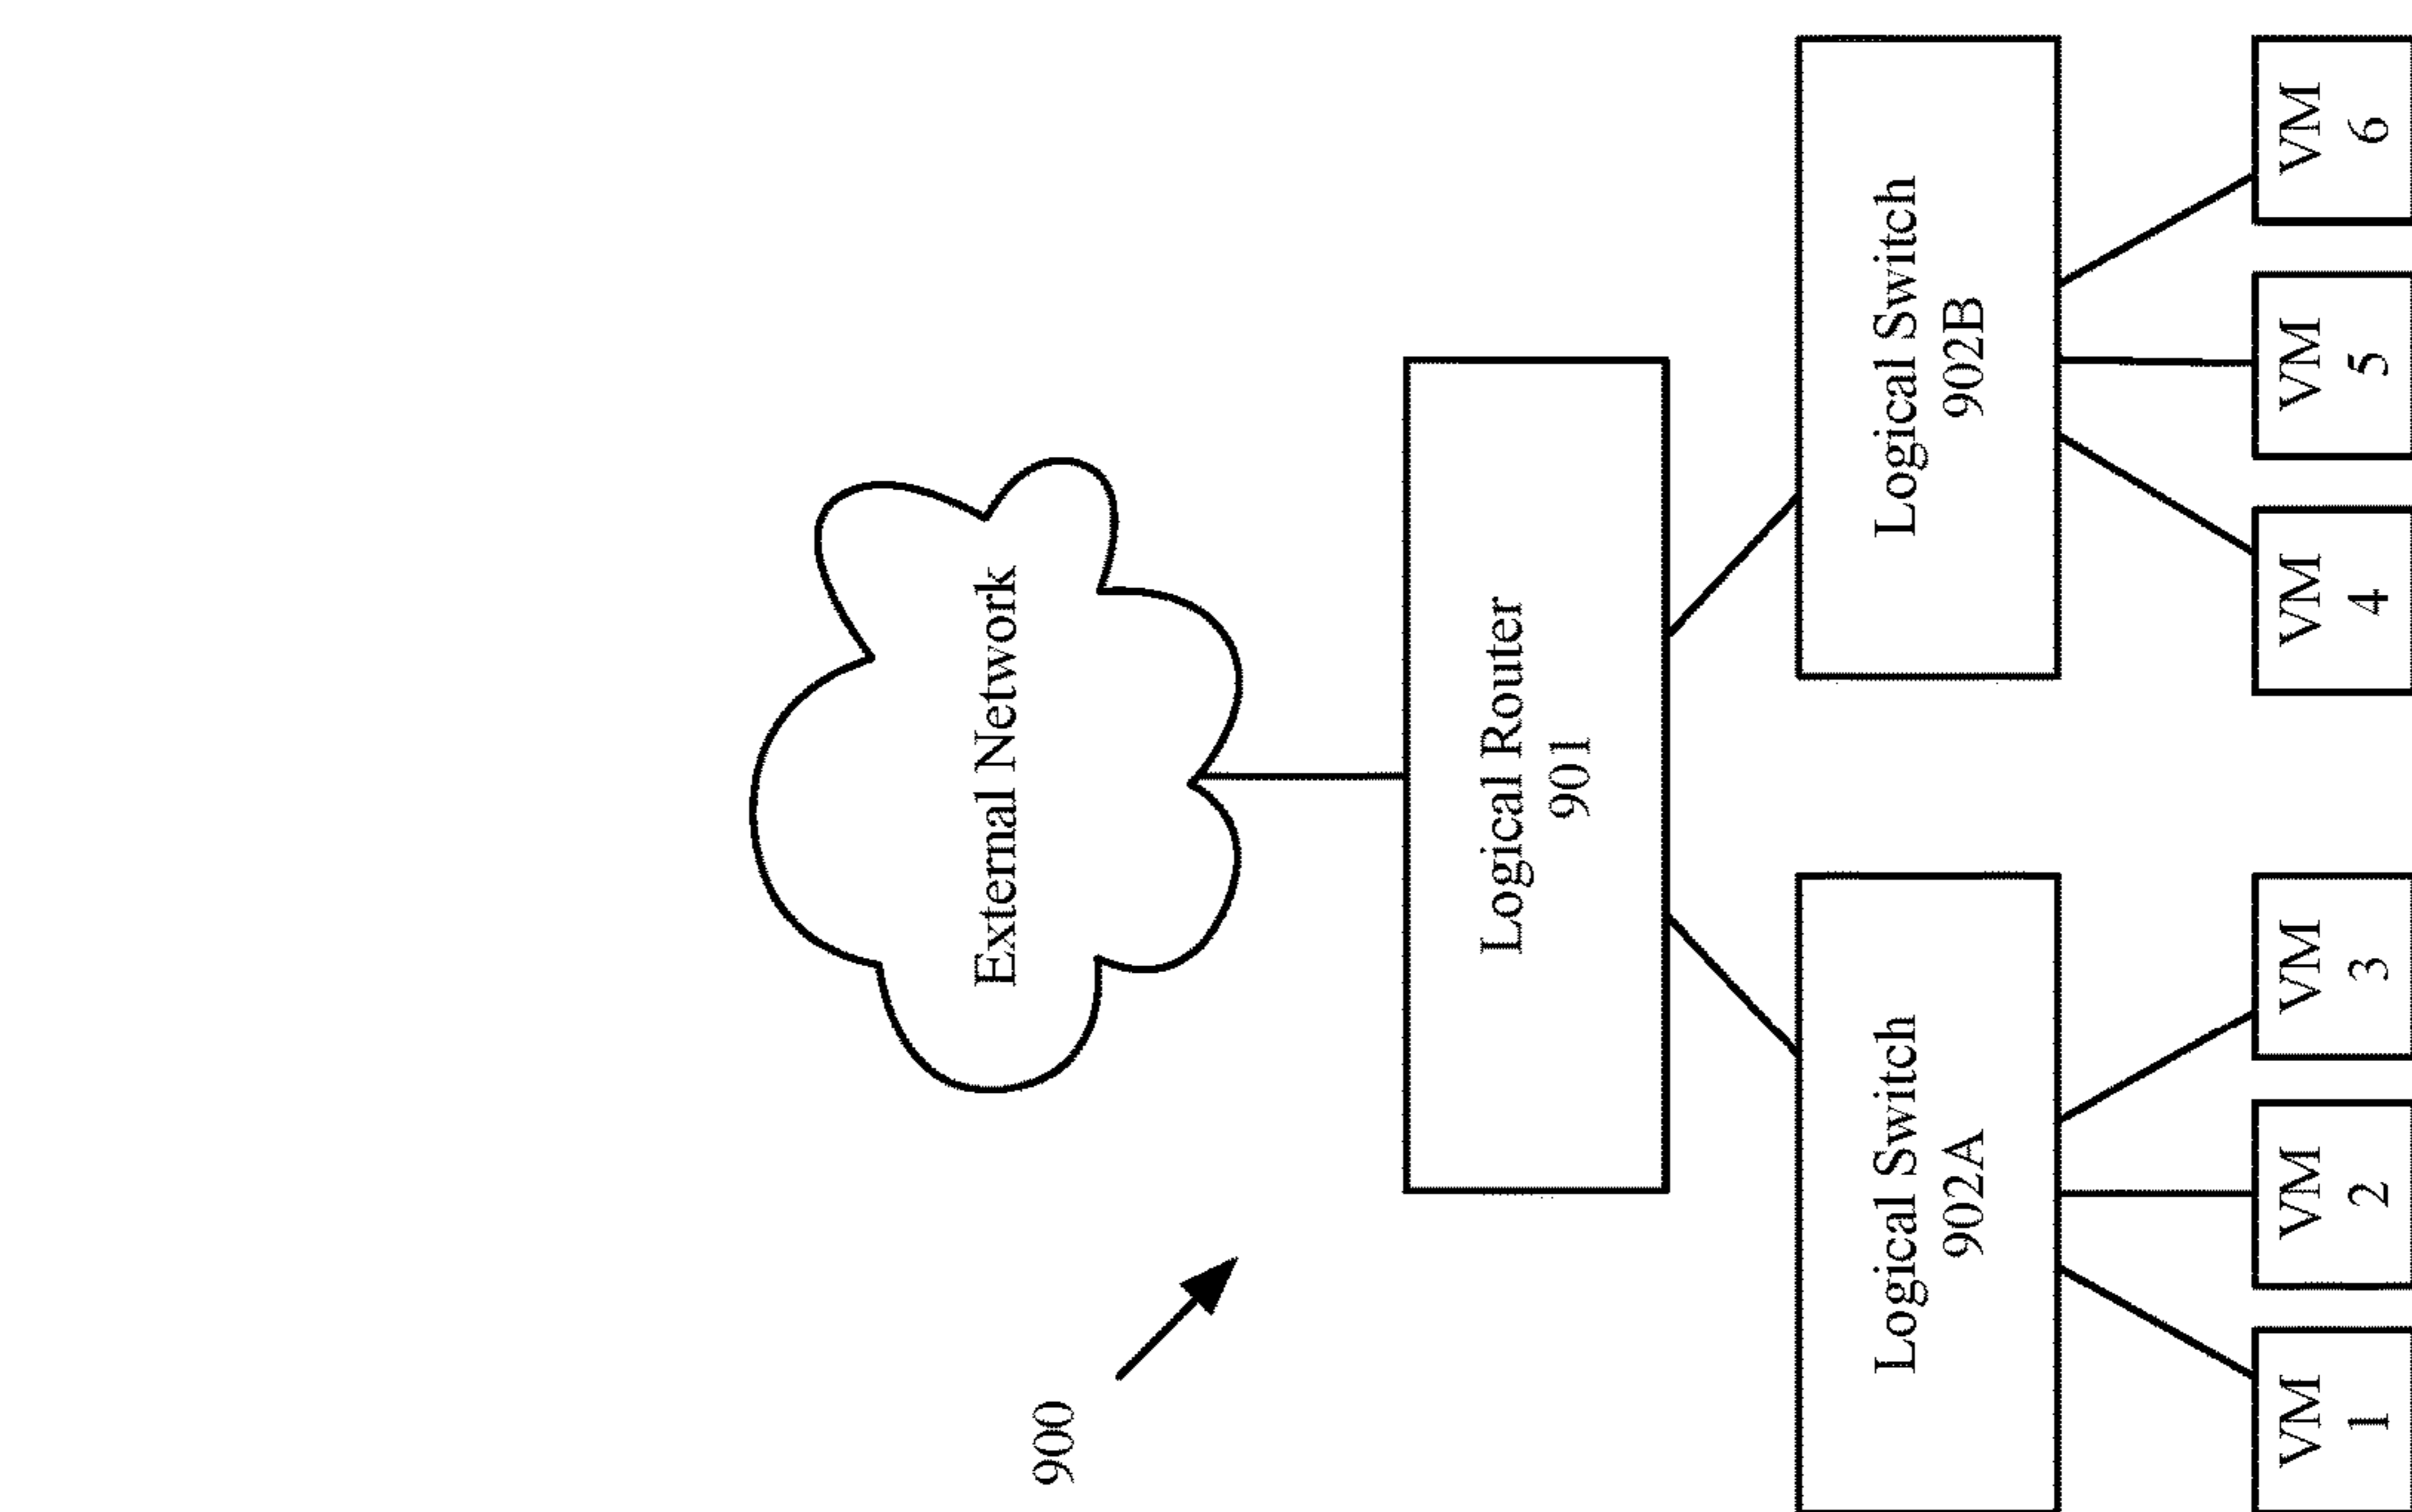 900
External Network
Logical Router
901
Logical Switch
902A
Logical Switch
902B
VM
1
VM
2
VM
3
VM
4
VM
5
VM
6